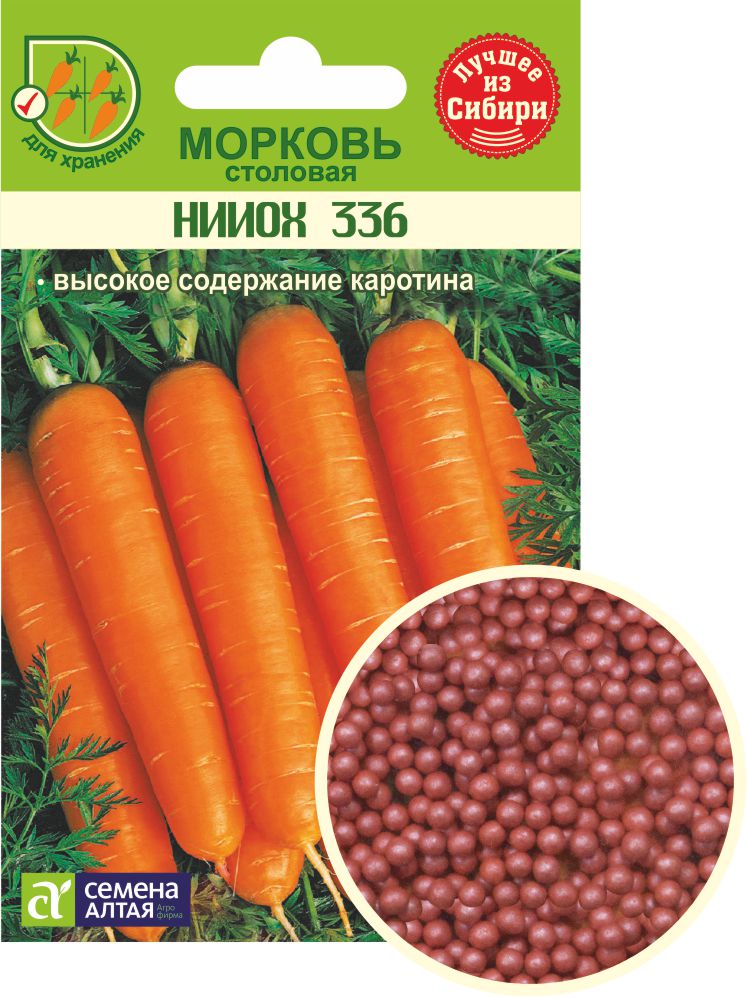 для хранения
Лучшее
из
Сибири
МОРКОВЬ
столовая
НИИОХ 336
• высокое содержание каротина
семена
АЛТАЯ
Агро
фирма